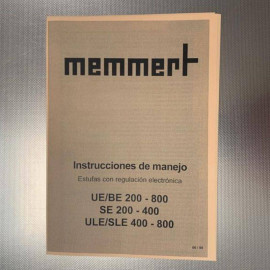 memmert
Instrucciones de manejo
Estufas con regulación electrónica
UE/BE 200 - 800
SE 200 - 400
ULE/SLE 400 - 800